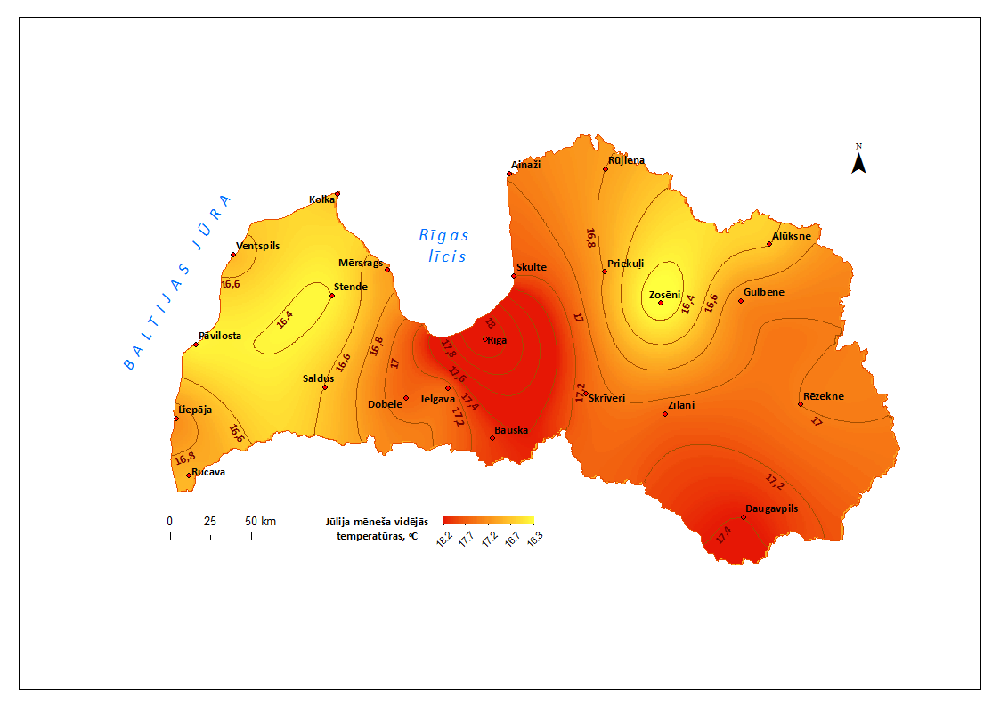 N
Ainaži
Rūjiena
Kolka
BALTIJAS JŪRA
Rīgas
līcis
Ventspils
Mērsrags
Alūksne
16,8
Priekuļi
Skulte
16,6
Stende
Zosēni
16,4
16,6
Gulbene
16,4
17
18
Pāvilosta
Rīga
16,8
17,8
16,6
17
17,6
Saldus
17,2
Skrīveri
Rēzekne
Jelgava
Dobele
17,4
Zīlāni
Liepāja
17,2
17
16,6
Bauska
16,8
Rucava
17,2
Daugavpils
17,4
0 25 50 km
Jūlija mēneša vidējās
temperatūras, °C
18.2 17.7 17.2 16.7 16.3